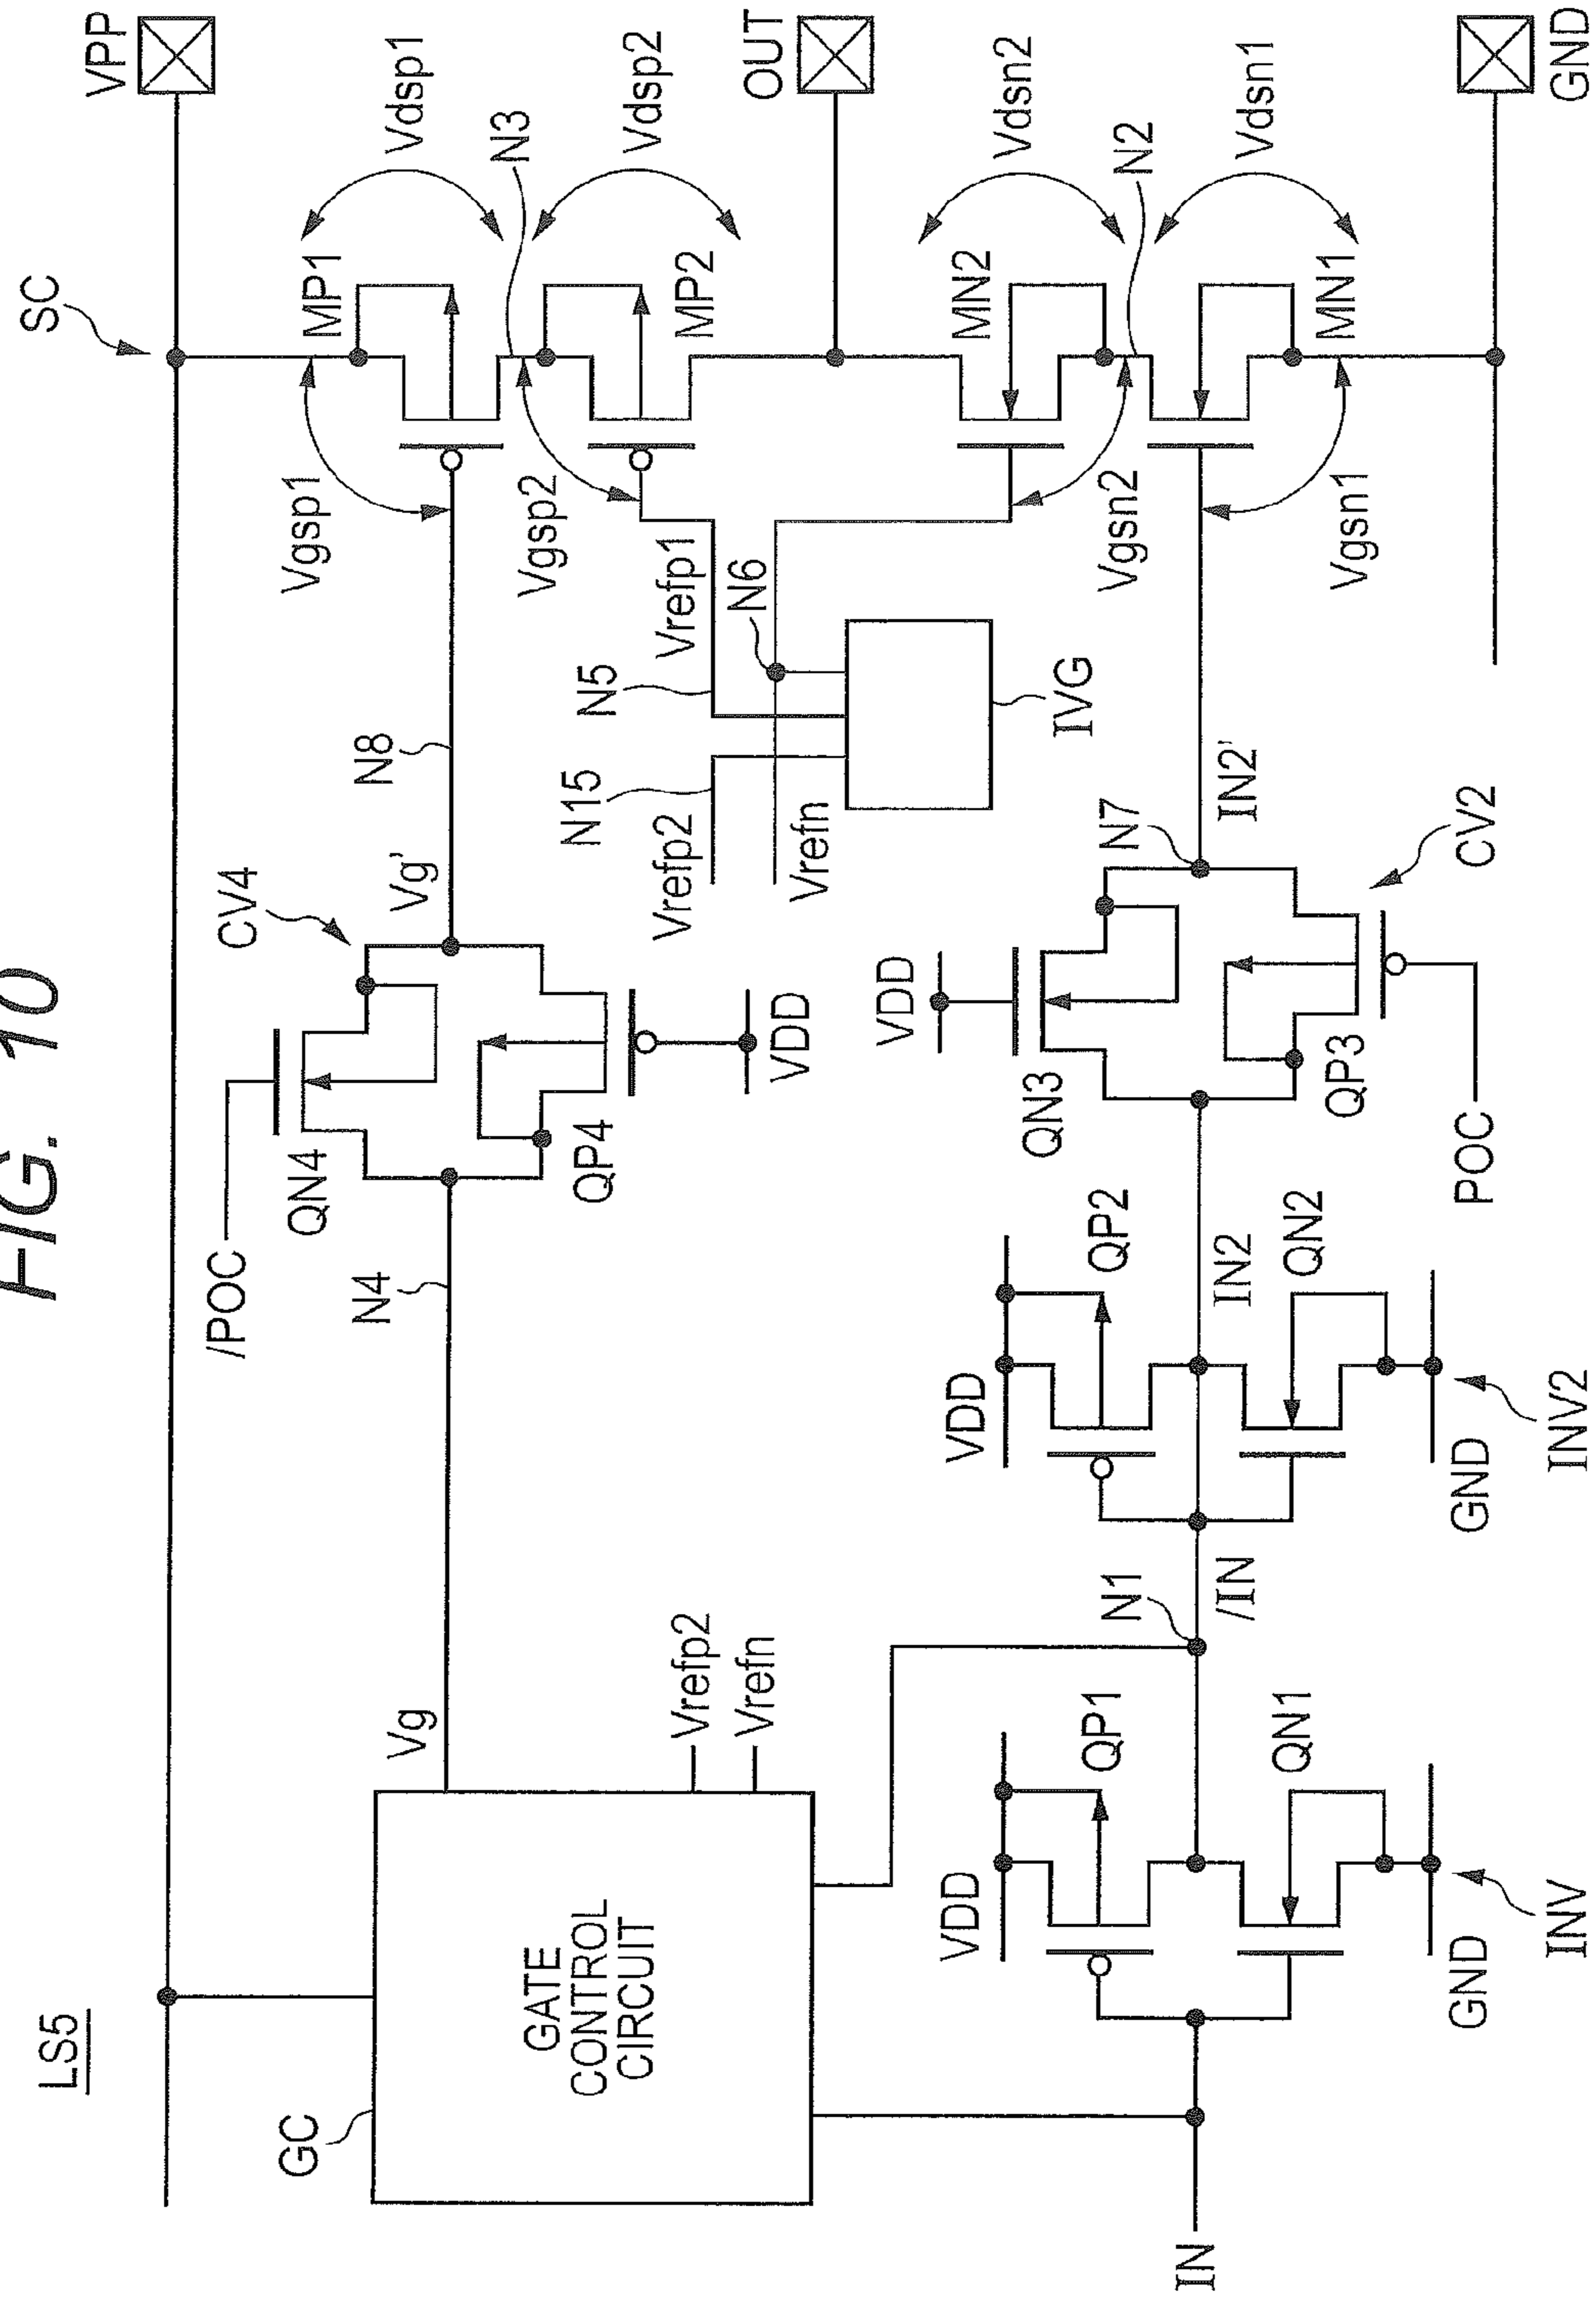 FIG. 10
LS5
SC
VPP
GC
GATE
CONTROL
CIRCUIT
Vg
N4
/POC
QN4
CV4
QP4
VDD
Vg'
N8
Vgsp1
MP1
Vdsp1
N3
Vgsp2
MP2
Vdsp2
Vrefp2
Vrefn
Vrefp2
N15
N5
Vrefp1
N6
Vrefn
IVG
OUT
MN2
Vdsn2
Vgsn2
N2
MN1
Vdsn1
Vgsn1
IN
VDD
QP1
QN1
GND
INV
N1
/IN
VDD
QP2
IN2
QN2
GND
INV2
VDD
QN3
QP3
POC
N7
IN2'
CV2
GND